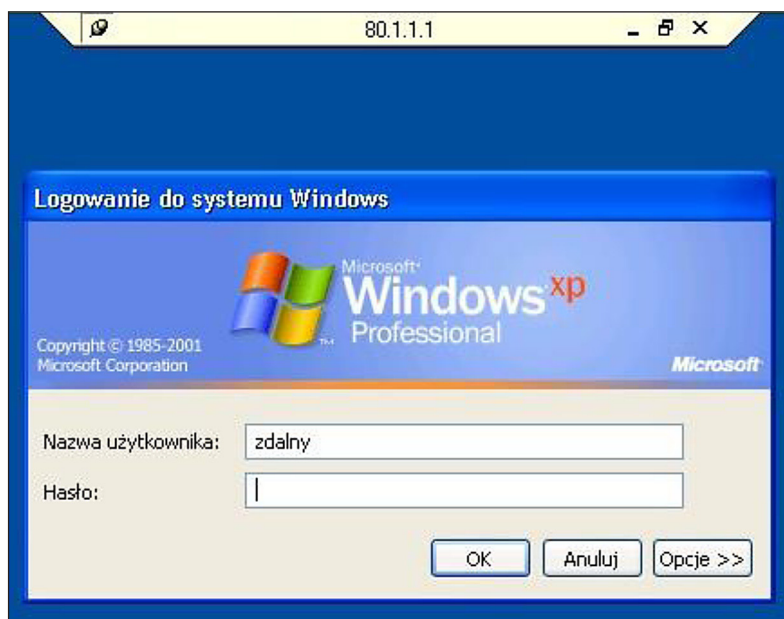 80.1.1.1
Logowanie do systemu Windows
Microsoft®
Windows xp
Professional
TM
Copyright © 1985-2001
Microsoft Corporation
Microsoft
Nazwa użytkownika: zdalny
Hasło:
OK Anuluj Opcje >>